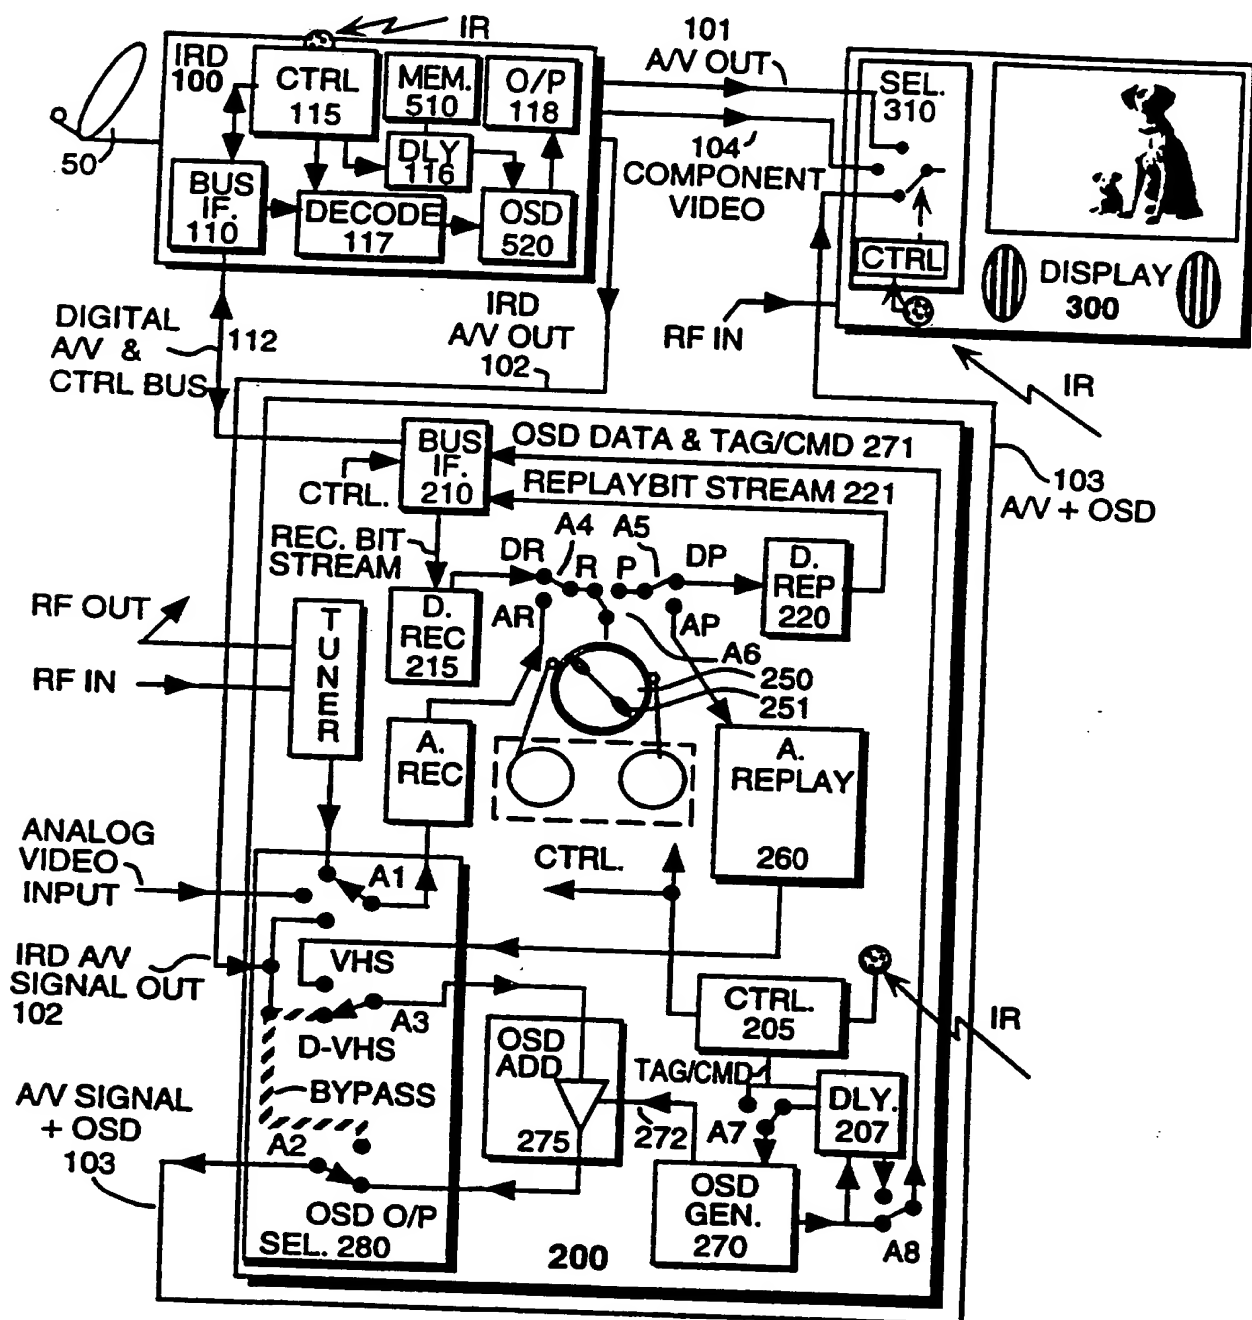 IR
101
A/V OUT
IRD
100
CTRL
115
MEM.
510
O/P
118
SEL.
310
50
DLY
116
104
COMPONENT
VIDEO
BUS
IF.
110
DECODE
117
OSD
520
CTRL
DISPLAY
300
IRD
A/V OUT
102
RF IN
DIGITAL
A/V &
CTRL BUS
112
IR
BUS
IF.
210
OSD DATA & TAG/CMD 271
CTRL.
REPLAYBIT STREAM 221
103
A/V + OSD
REC. BIT
STREAM
A4
A5
DR
R
P
DP
D.
REP
220
RF OUT
TUNER
D.
REC
215
AR
AP
A6
RF IN
250
251
A.
REC
A.
REPLAY
260
ANALOG
VIDEO
INPUT
CTRL.
A1
IRD A/V
SIGNAL OUT
102
VHS
A3
D-VHS
CTRL.
205
IR
OSD
ADD
275
TAG/CMD
BYPASS
A/V SIGNAL
+ OSD
103
DLY.
207
A7
272
A2
OSD O/P
OSD
GEN.
270
SEL. 280
200
A8